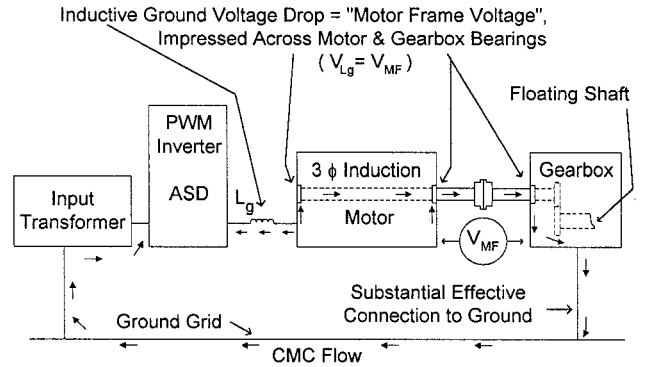 Inductive Ground Voltage Drop = "Motor Frame Voltage",
Impressed Across Motor & Gearbox Bearings
( V_Lg = V_MF )
Floating Shaft
PWM
Inverter
ASD
3 ϕ Induction
Motor
Gearbox
Input
Transformer
L_g
V_MF
Substantial Effective
Connection to Ground
Ground Grid
CMC Flow